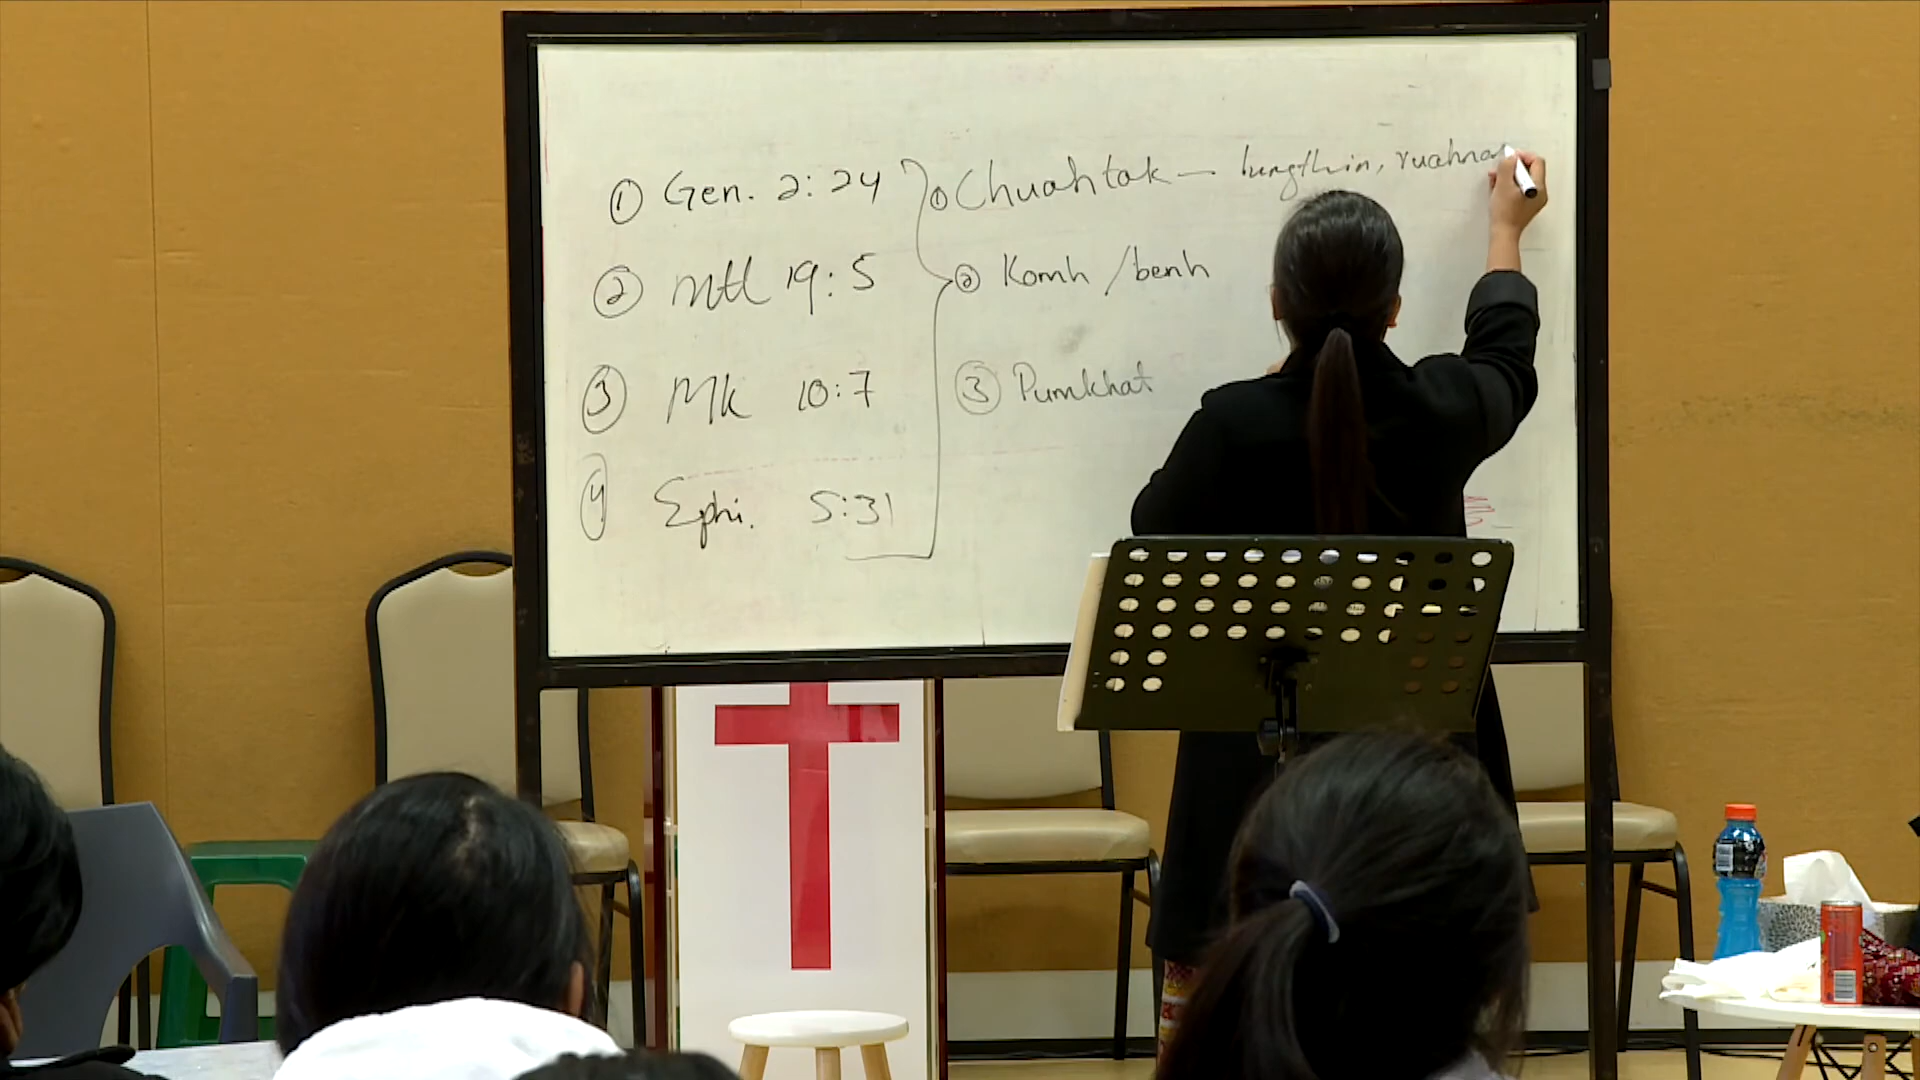 ① Gen. 2:24
② Mtt 19:5
③ Mk 10:7
④ Ephi. 5:31
① Chuahtak – lungthin, ruahna
② Komh / benh
③ Pumkhat